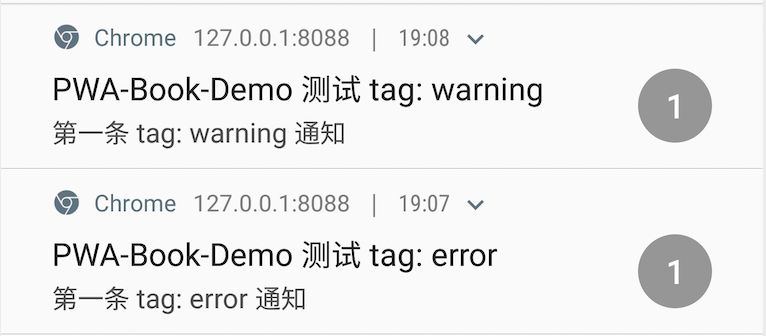 Chrome 127.0.0.1:8088 | 19:08
PWA-Book-Demo 测试 tag: warning
1
第一条 tag: warning 通知
Chrome 127.0.0.1:8088 | 19:07
PWA-Book-Demo 测试 tag: error
1
第一条 tag: error 通知